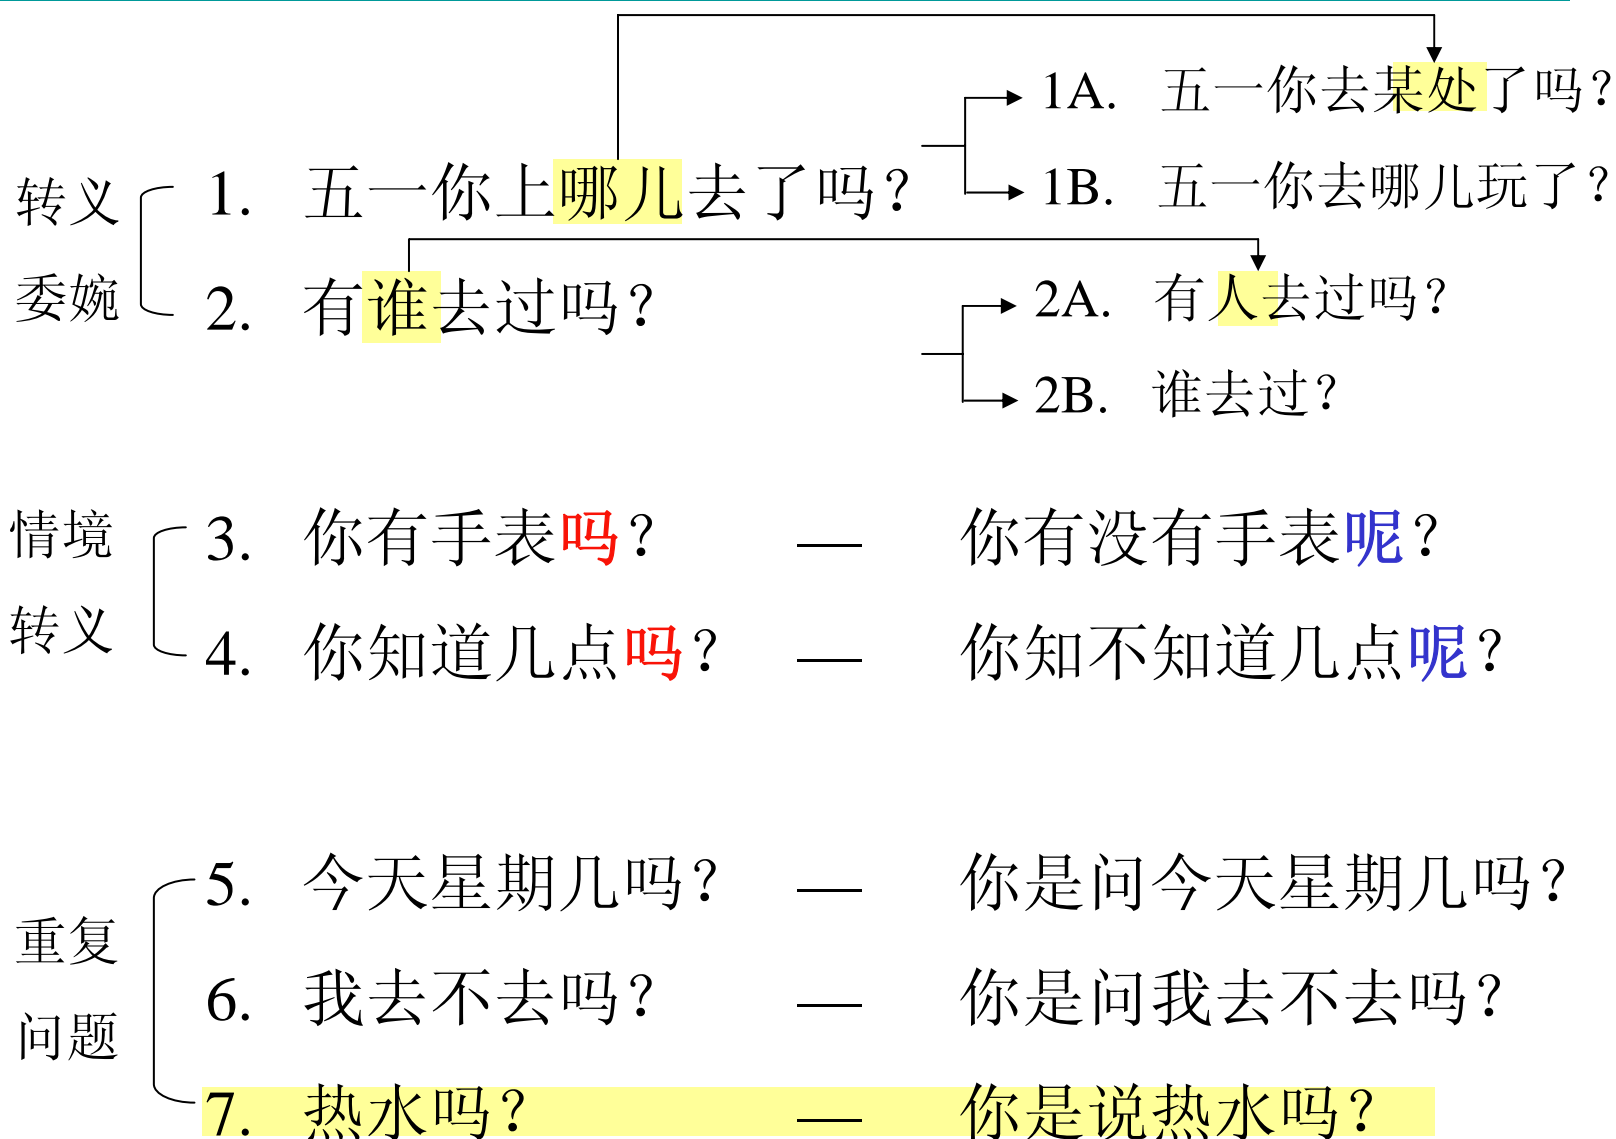 1A. 五一你去某处了吗？
转义 1. 五一你上哪儿去了吗？ 1B. 五一你去哪儿玩了？
委婉 2. 有谁去过吗？ 2A. 有人去过吗？
2B. 谁去过？
情境 3. 你有手表吗？ — 你有没有手表呢？
转义 4. 你知道几点吗？ — 你知不知道几点呢？
5. 今天星期几吗？ — 你是问今天星期几吗？
重复
6. 我去不去吗？ — 你是问我去不去吗？
问题
7. 热水吗？ — 你是说热水吗？